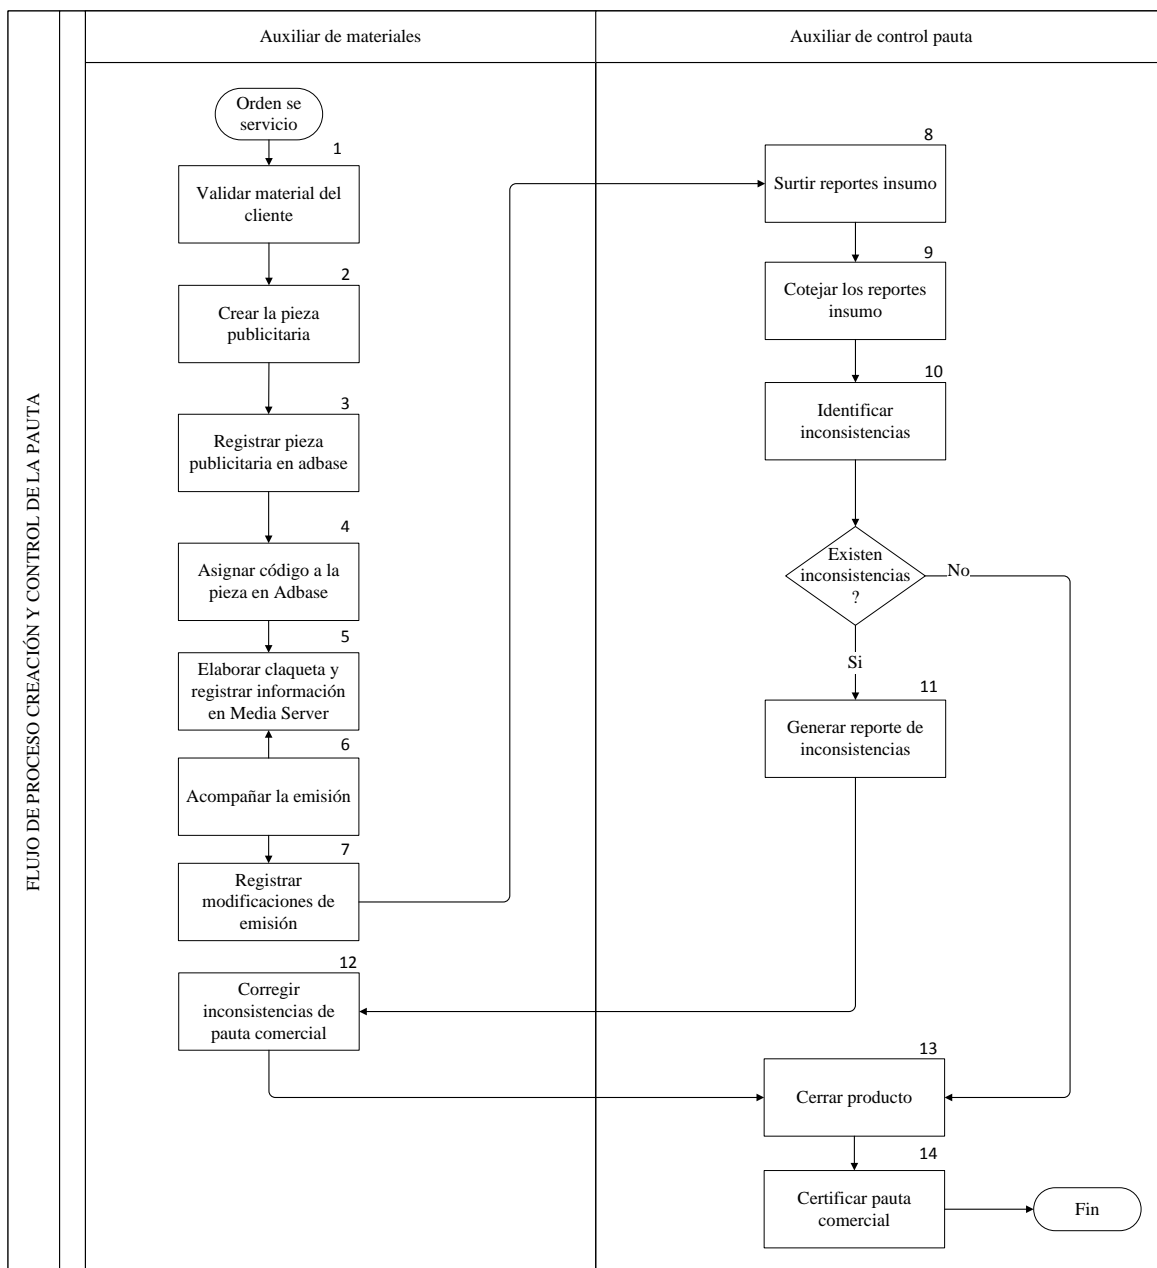 FLUJO DE PROCESO CREACIÓN Y CONTROL DE LA PAUTA
Auxiliar de materiales
Auxiliar de control pauta
Orden se
servicio
1
Validar material del
cliente
2
Crear la pieza
publicitaria
3
Registrar pieza
publicitaria en adbase
4
Asignar código a la
pieza en Adbase
5
Elaborar claqueta y
registrar información
en Media Server
6
Acompañar la emisión
7
Registrar
modificaciones de
emisión
8
Surtir reportes insumo
9
Cotejar los reportes
insumo
10
Identificar
inconsistencias
Existen
inconsistencias
?
No
Si
11
Generar reporte de
inconsistencias
12
Corregir
inconsistencias de
pauta comercial
13
Cerrar producto
14
Certificar pauta
comercial
Fin